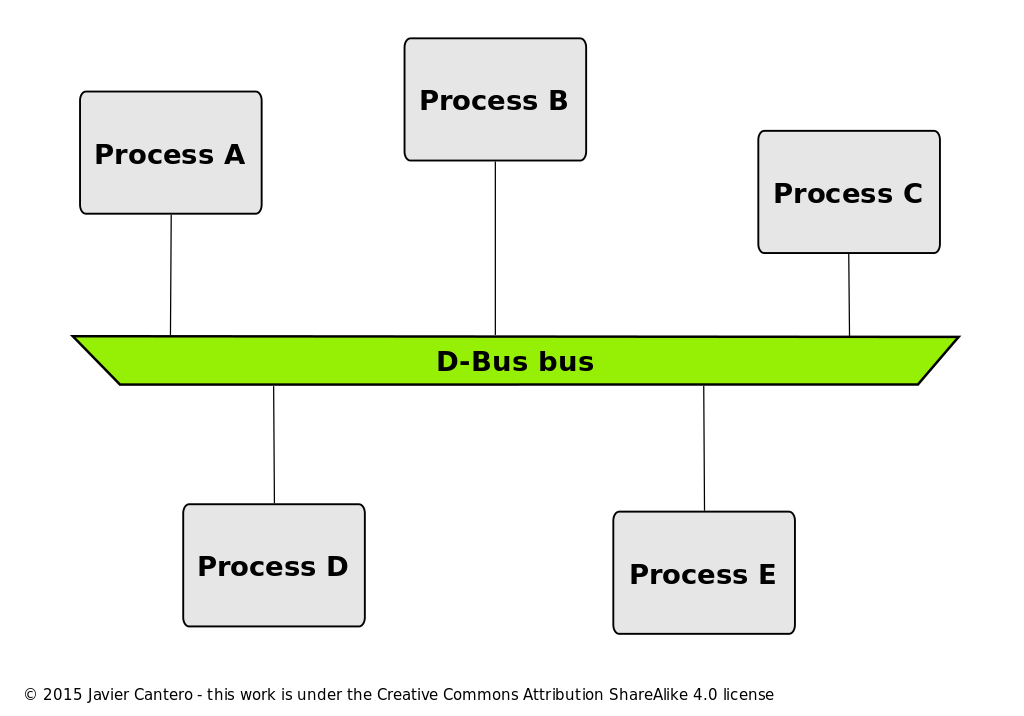 Process B
Process A
Process C
D-Bus bus
Process D
Process E
© 2015 Javier Cantero - this work is under the Creative Commons Attribution ShareAlike 4.0 license